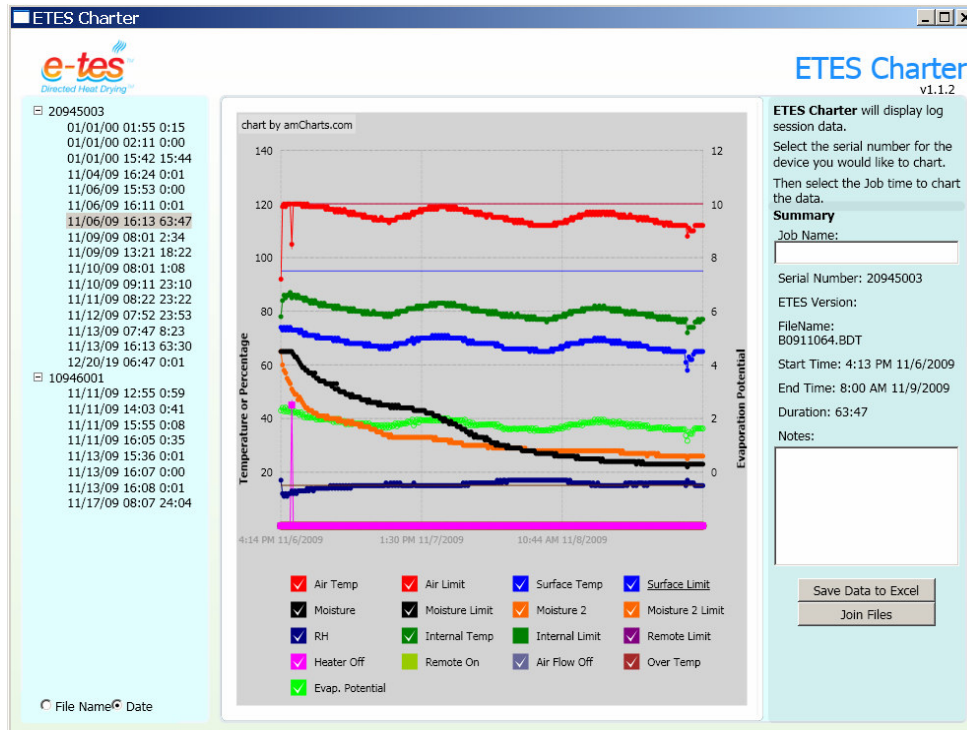 ETES Charter
e-tes
Directed Heat Drying™
ETES Charter
v1.1.2
20945003
01/01/00 01:55 0:15
01/01/00 02:11 0:00
01/01/00 15:42 15:44
11/04/09 16:24 0:01
11/06/09 15:53 0:00
11/06/09 16:11 0:01
11/06/09 16:13 63:47
11/09/09 08:01 2:34
11/09/09 13:21 18:22
11/10/09 08:01 1:08
11/10/09 09:11 23:10
11/11/09 08:22 23:22
11/12/09 07:52 23:53
11/13/09 07:47 8:23
11/13/09 16:13 63:30
12/20/19 06:47 0:01
10946001
11/11/09 12:55 0:59
11/11/09 14:03 0:41
11/11/09 15:55 0:08
11/11/09 16:05 0:35
11/13/09 15:36 0:01
11/13/09 16:07 0:00
11/13/09 16:08 0:01
11/17/09 08:07 24:04
File Name Date
chart by amCharts.com
Temperature or Percentage
140
120
100
80
60
40
20
12
10
8
6
4
2
0
Evaporation Potential
4:14 PM 11/6/2009 1:30 PM 11/7/2009 10:44 AM 11/8/2009
Air Temp Air Limit Surface Temp Surface Limit
Moisture Moisture Limit Moisture 2 Moisture 2 Limit
RH Internal Temp Internal Limit Remote Limit
Heater Off Remote On Air Flow Off Over Temp
Evap. Potential
ETES Charter will display log
session data.
Select the serial number for the
device you would like to chart.
Then select the Job time to chart
the data.
Summary
Job Name:
Serial Number: 20945003
ETES Version:
FileName:
B0911064.BDT
Start Time: 4:13 PM 11/6/2009
End Time: 8:00 AM 11/9/2009
Duration: 63:47
Notes:
Save Data to Excel
Join Files